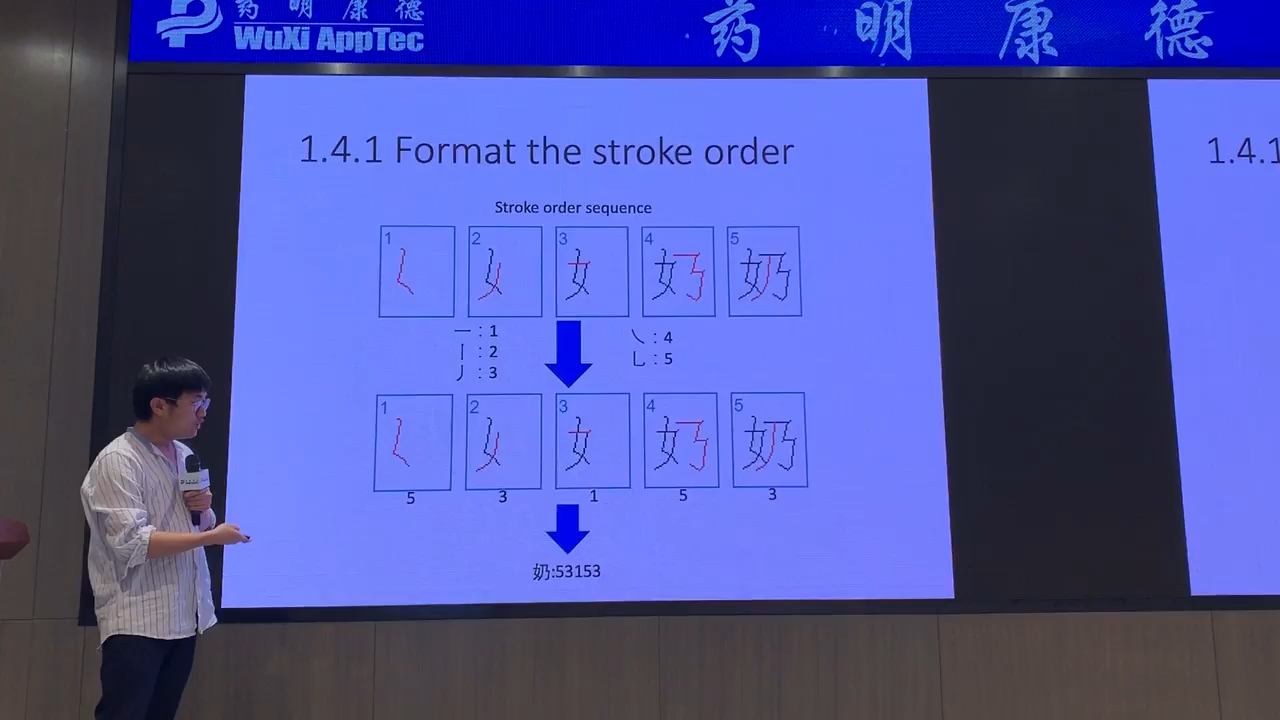 药明康德
WuXi AppTec
药明康德
1.4.1 Format the stroke order
1.4.1
Stroke order sequence
1 2 3 4 5
一 : 1
丨 : 2
丿 : 3
㇏ : 4
乚 : 5
1 2 3 4 5
5 3 1 5 3
奶:53153